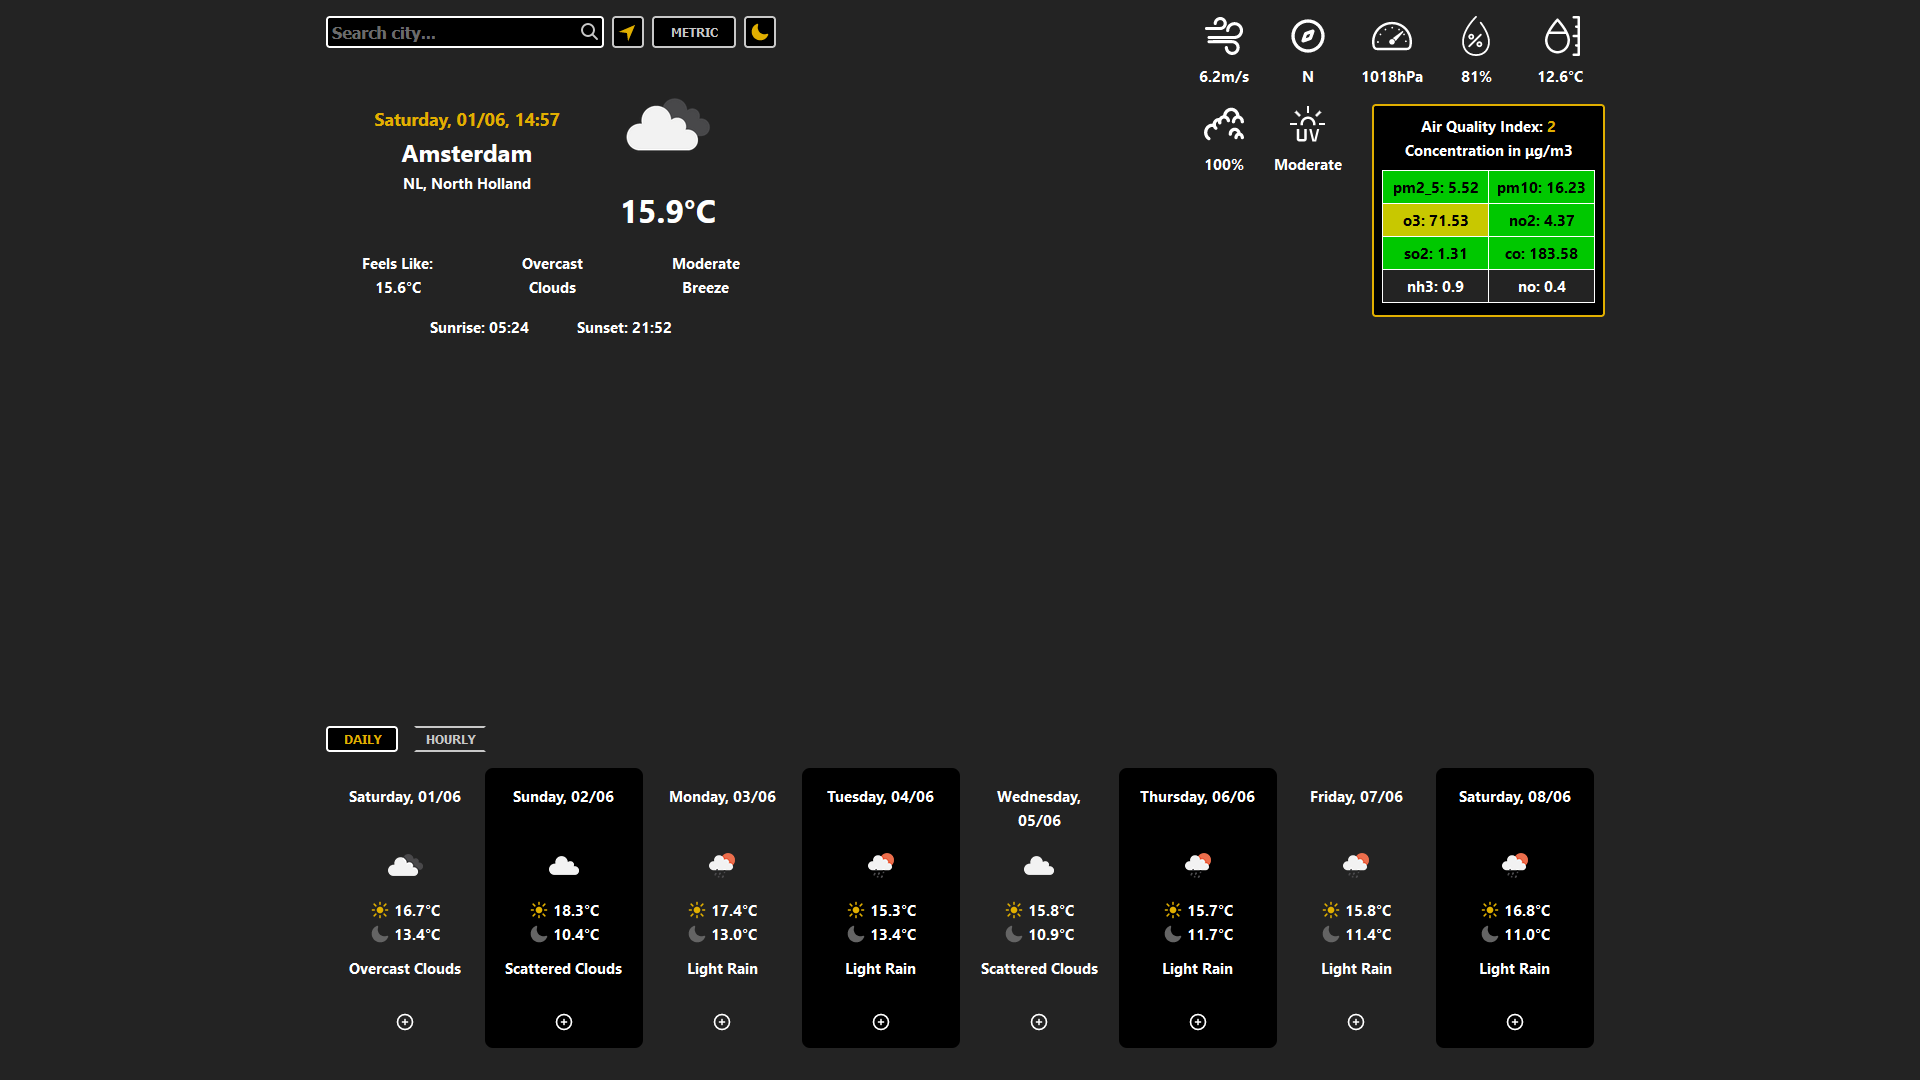 Search city...
METRIC
Saturday, 01/06, 14:57
Amsterdam
NL, North Holland
15.9°C
Feels Like:
15.6°C
Overcast
Clouds
Moderate
Breeze
Sunrise: 05:24
Sunset: 21:52
6.2m/s
N
1018hPa
81%
12.6°C
100%
UV
Moderate
Air Quality Index: 2
Concentration in µg/m3
pm2_5: 5.52
pm10: 16.23
o3: 71.53
no2: 4.37
so2: 1.31
co: 183.58
nh3: 0.9
no: 0.4
DAILY
HOURLY
Saturday, 01/06
16.7°C
13.4°C
Overcast Clouds
Sunday, 02/06
18.3°C
10.4°C
Scattered Clouds
Monday, 03/06
17.4°C
13.0°C
Light Rain
Tuesday, 04/06
15.3°C
13.4°C
Light Rain
Wednesday,
05/06
15.8°C
10.9°C
Scattered Clouds
Thursday, 06/06
15.7°C
11.7°C
Light Rain
Friday, 07/06
15.8°C
11.4°C
Light Rain
Saturday, 08/06
16.8°C
11.0°C
Light Rain